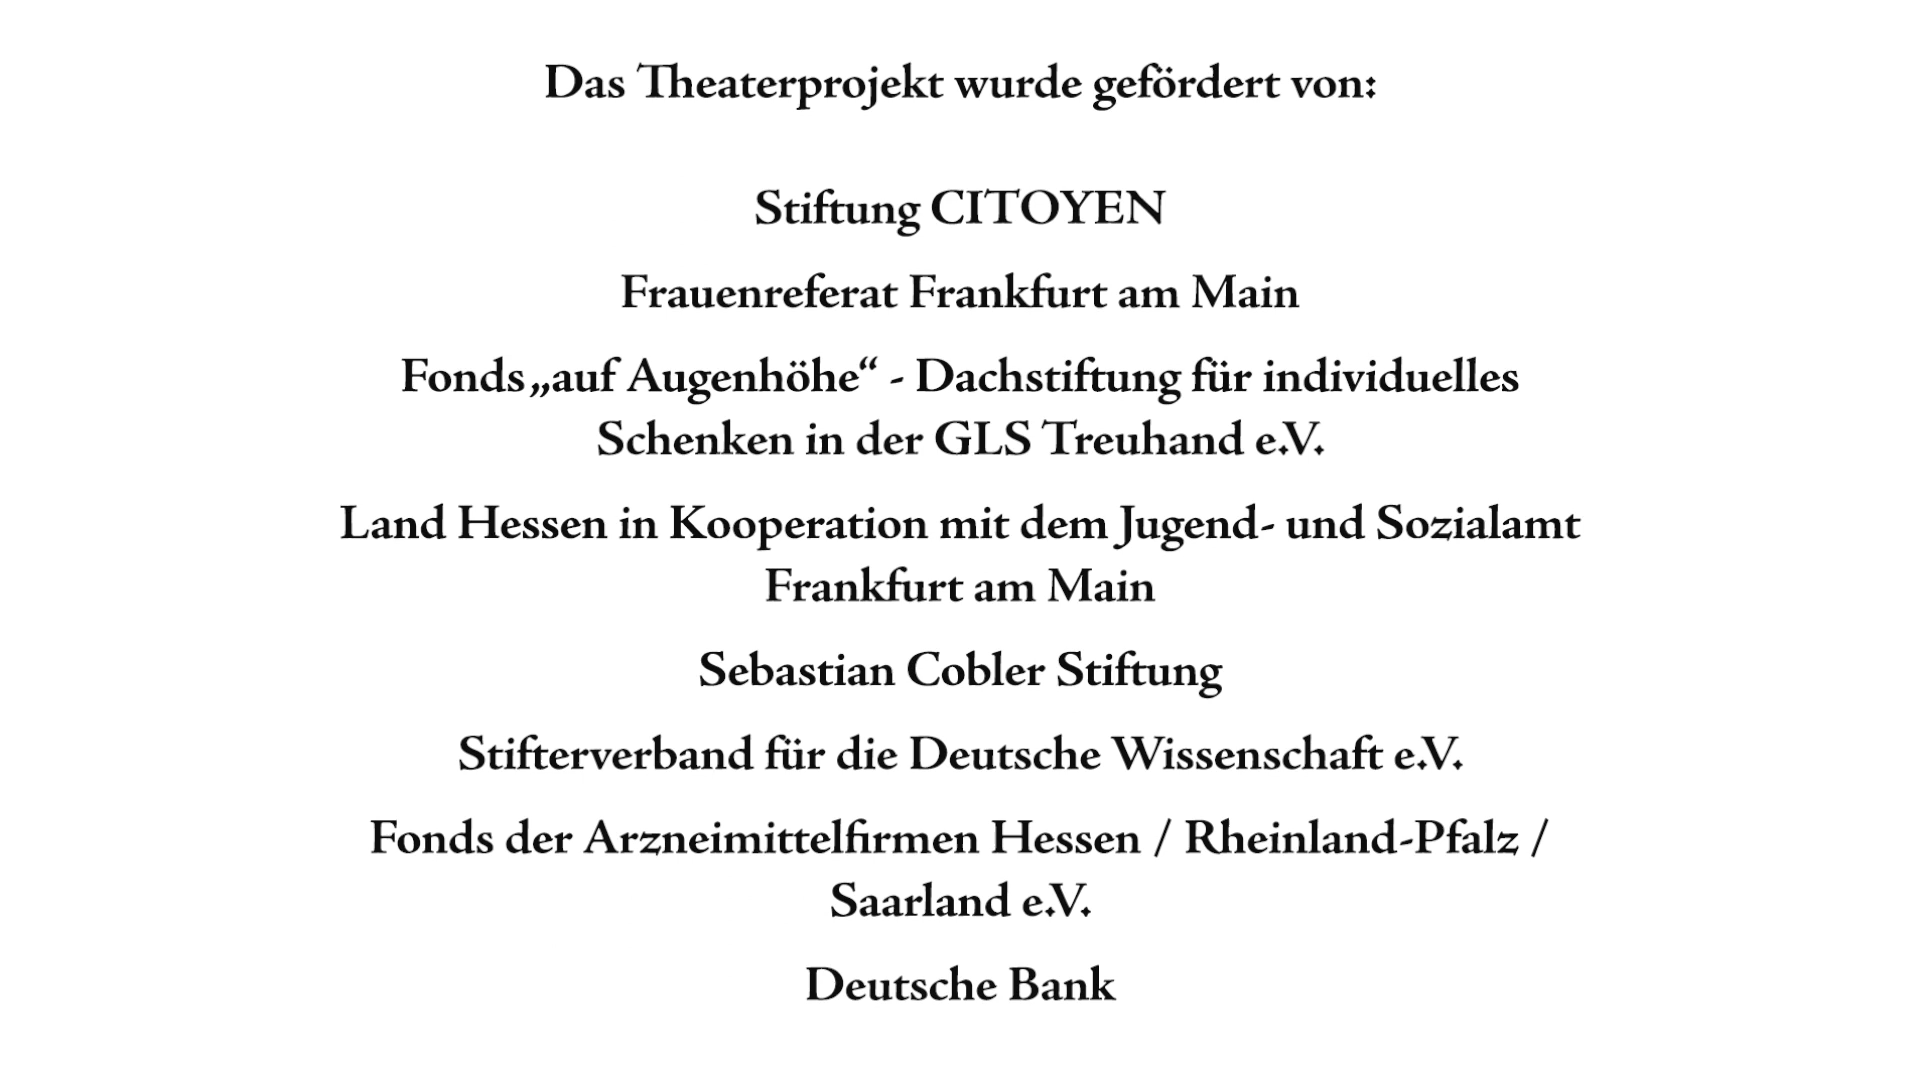 Das Theaterprojekt wurde gefördert von:
Stiftung CITOYEN
Frauenreferat Frankfurt am Main
Fonds „auf Augenhöhe“ - Dachstiftung für individuelles
Schenken in der GLS Treuhand e.V.
Land Hessen in Kooperation mit dem Jugend- und Sozialamt
Frankfurt am Main
Sebastian Cobler Stiftung
Stifterverband für die Deutsche Wissenschaft e.V.
Fonds der Arzneimittelfirmen Hessen / Rheinland-Pfalz /
Saarland e.V.
Deutsche Bank